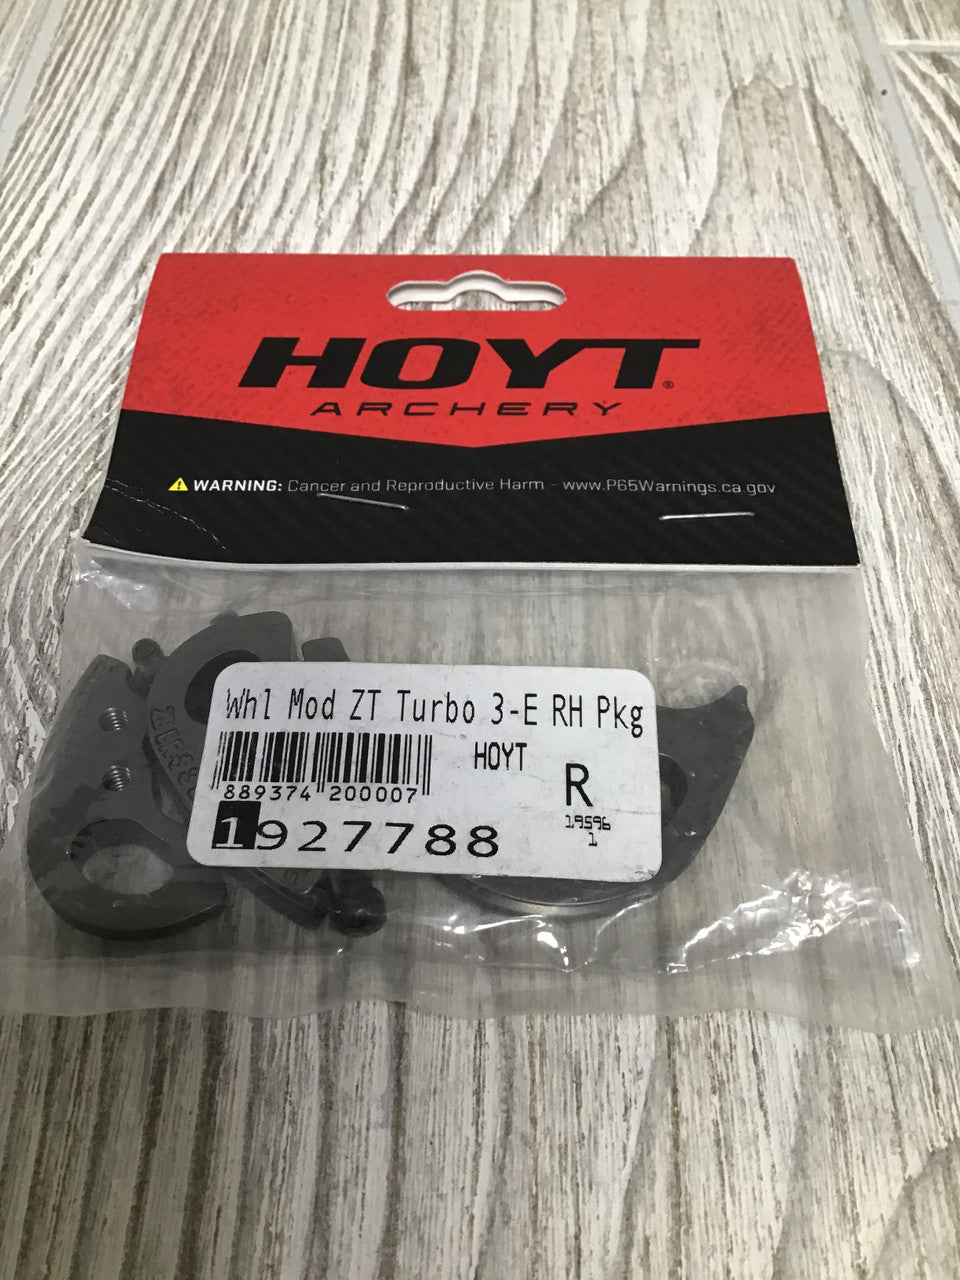 HOYT®
ARCHERY
WARNING: Cancer and Reproductive Harm - www.P65Warnings.ca.gov
Whl Mod ZT Turbo 3-E RH Pkg
HOYT
R
889374 200007
19596
1
1927788